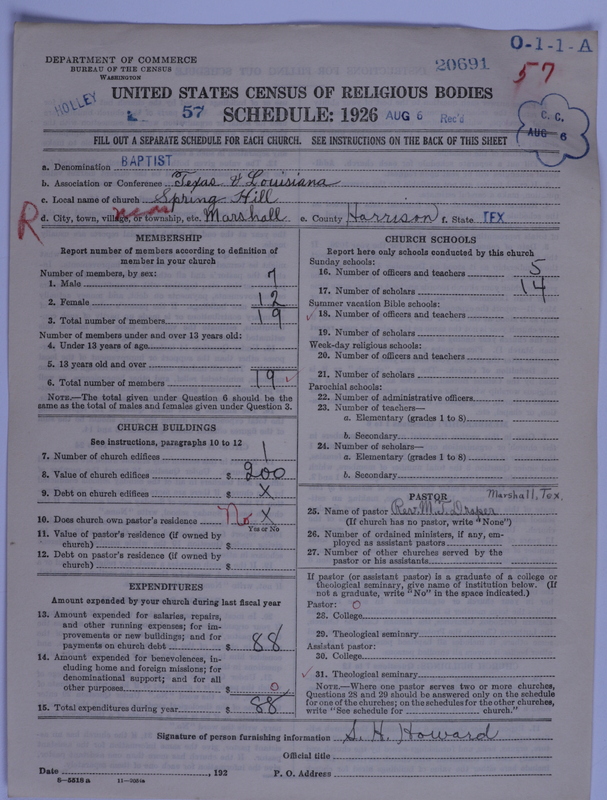 O-1-1-A
DEPARTMENT OF COMMERCE
BUREAU OF THE CENSUS
WASHINGTON
20691
57
HOLLEY
UNITED STATES CENSUS OF RELIGIOUS BODIES
57 SCHEDULE: 1926 AUG 6 Rec'd
C. C.
AUG 6
FILL OUT A SEPARATE SCHEDULE FOR EACH CHURCH. SEE INSTRUCTIONS ON THE BACK OF THIS SHEET
a. Denomination BAPTIST
b. Association or Conference Texas & Louisiana
c. Local name of church Spring Hill
R d. City, town, village, or township, etc. near Marshall e. County Harrison f. State TEX
MEMBERSHIP
Report number of members according to definition of
member in your church
Number of members, by sex:
1. Male 7
2. Female 12
3. Total number of members 19
Number of members under and over 13 years old:
4. Under 13 years of age
5. 13 years old and over
6. Total number of members 19
NOTE.—The total given under Question 6 should be the
same as the total of males and females given under Question 3.
CHURCH BUILDINGS
See instructions, paragraphs 10 to 12
7. Number of church edifices 1
8. Value of church edifices $ 200
9. Debt on church edifices $ X
10. Does church own pastor's residence No X
Yes or No
11. Value of pastor's residence (if owned by
church) $
12. Debt on pastor's residence (if owned by
church) $
EXPENDITURES
Amount expended by your church during last fiscal year
13. Amount expended for salaries, repairs,
and other running expenses; for im-
provements or new buildings; and for
payments on church debt $ 88
14. Amount expended for benevolences, in-
cluding home and foreign missions; for
denominational support; and for all
other purposes $ 0
15. Total expenditures during year $ 88
CHURCH SCHOOLS
Report here only schools conducted by this church
Sunday schools:
16. Number of officers and teachers 5
17. Number of scholars 14
Summer vacation Bible schools:
18. Number of officers and teachers
19. Number of scholars
Week-day religious schools:
20. Number of officers and teachers
21. Number of scholars
Parochial schools:
22. Number of administrative officers
23. Number of teachers—
a. Elementary (grades 1 to 8)
b. Secondary
24. Number of scholars—
a. Elementary (grades 1 to 8)
b. Secondary
PASTOR Marshall, Tex.
25. Name of pastor Rev. M. T. Draper
(If church has no pastor, write "None")
26. Number of ordained ministers, if any, em-
ployed as assistant pastors
27. Number of other churches served by the
pastor or his assistants
If pastor (or assistant pastor) is a graduate of a college or
theological seminary, give name of institution below. (If
not a graduate, write "No" in the space indicated.)
Pastor: 0
28. College
29. Theological seminary
Assistant pastor:
30. College
31. Theological seminary
NOTE.—Where one pastor serves two or more churches,
Questions 28 and 29 should be answered only on the schedule
for one of the churches; on the schedules for the other churches,
write "See schedule for church."
Signature of person furnishing information S. H. Howard
Official title
Date , 192 P. O. Address